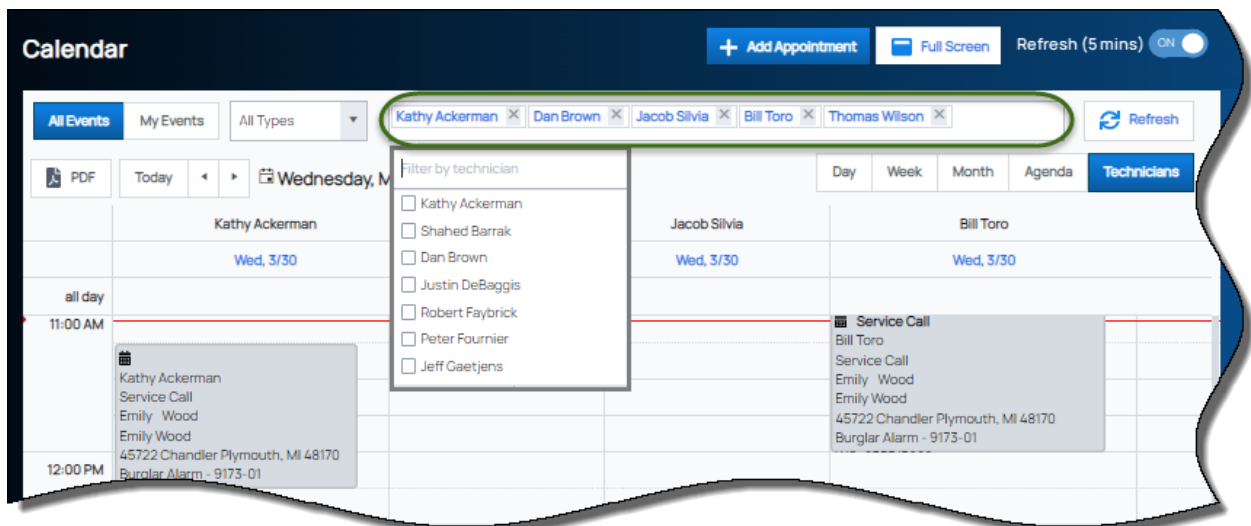 Calendar
Add Appointment
Full Screen
Refresh (5 mins) ON
All Events
My Events
All Types
Kathy Ackerman Dan Brown Jacob Silvia Bill Toro Thomas Wilson
Refresh
PDF
Today
Wednesday, M
Filter by technician
Kathy Ackerman
Shahed Barrak
Dan Brown
Justin DeBaggis
Robert Faybrick
Peter Fournier
Jeff Gaetjens
Day
Week
Month
Agenda
Technicians
Kathy Ackerman
Jacob Silvia
Bill Toro
Wed, 3/30
Wed, 3/30
Wed, 3/30
all day
11:00 AM
Kathy Ackerman
Service Call
Emily Wood
Emily Wood
45722 Chandler Plymouth, MI 48170
Burglar Alarm - 9173-01
Service Call
Bill Toro
Service Call
Emily Wood
Emily Wood
45722 Chandler Plymouth, MI 48170
Burglar Alarm - 9173-01
12:00 PM